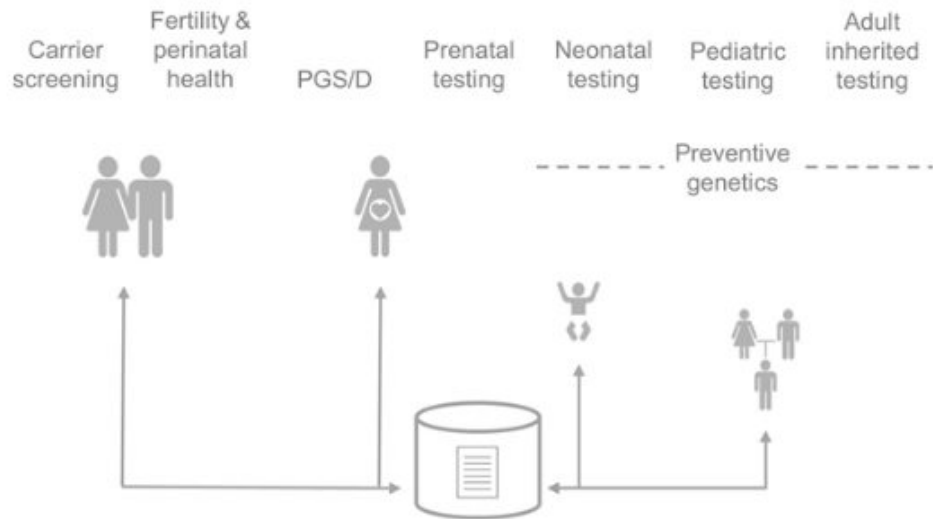 Carrier
screening
Fertility &
perinatal
health
PGS/D
Prenatal
testing
Neonatal
testing
Pediatric
testing
Adult
inherited
testing
Preventive
genetics